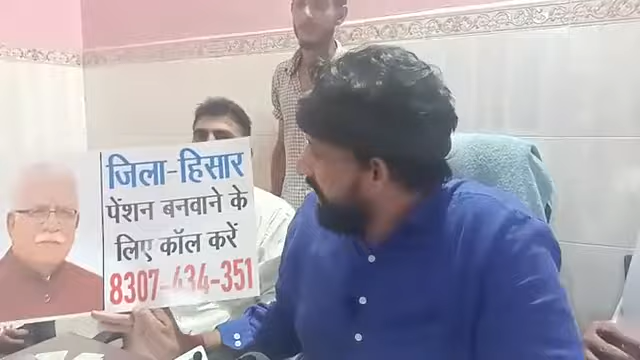 जिला-हिसार
पेंशन बनवाने के
लिए कॉल करें
8307-434-351